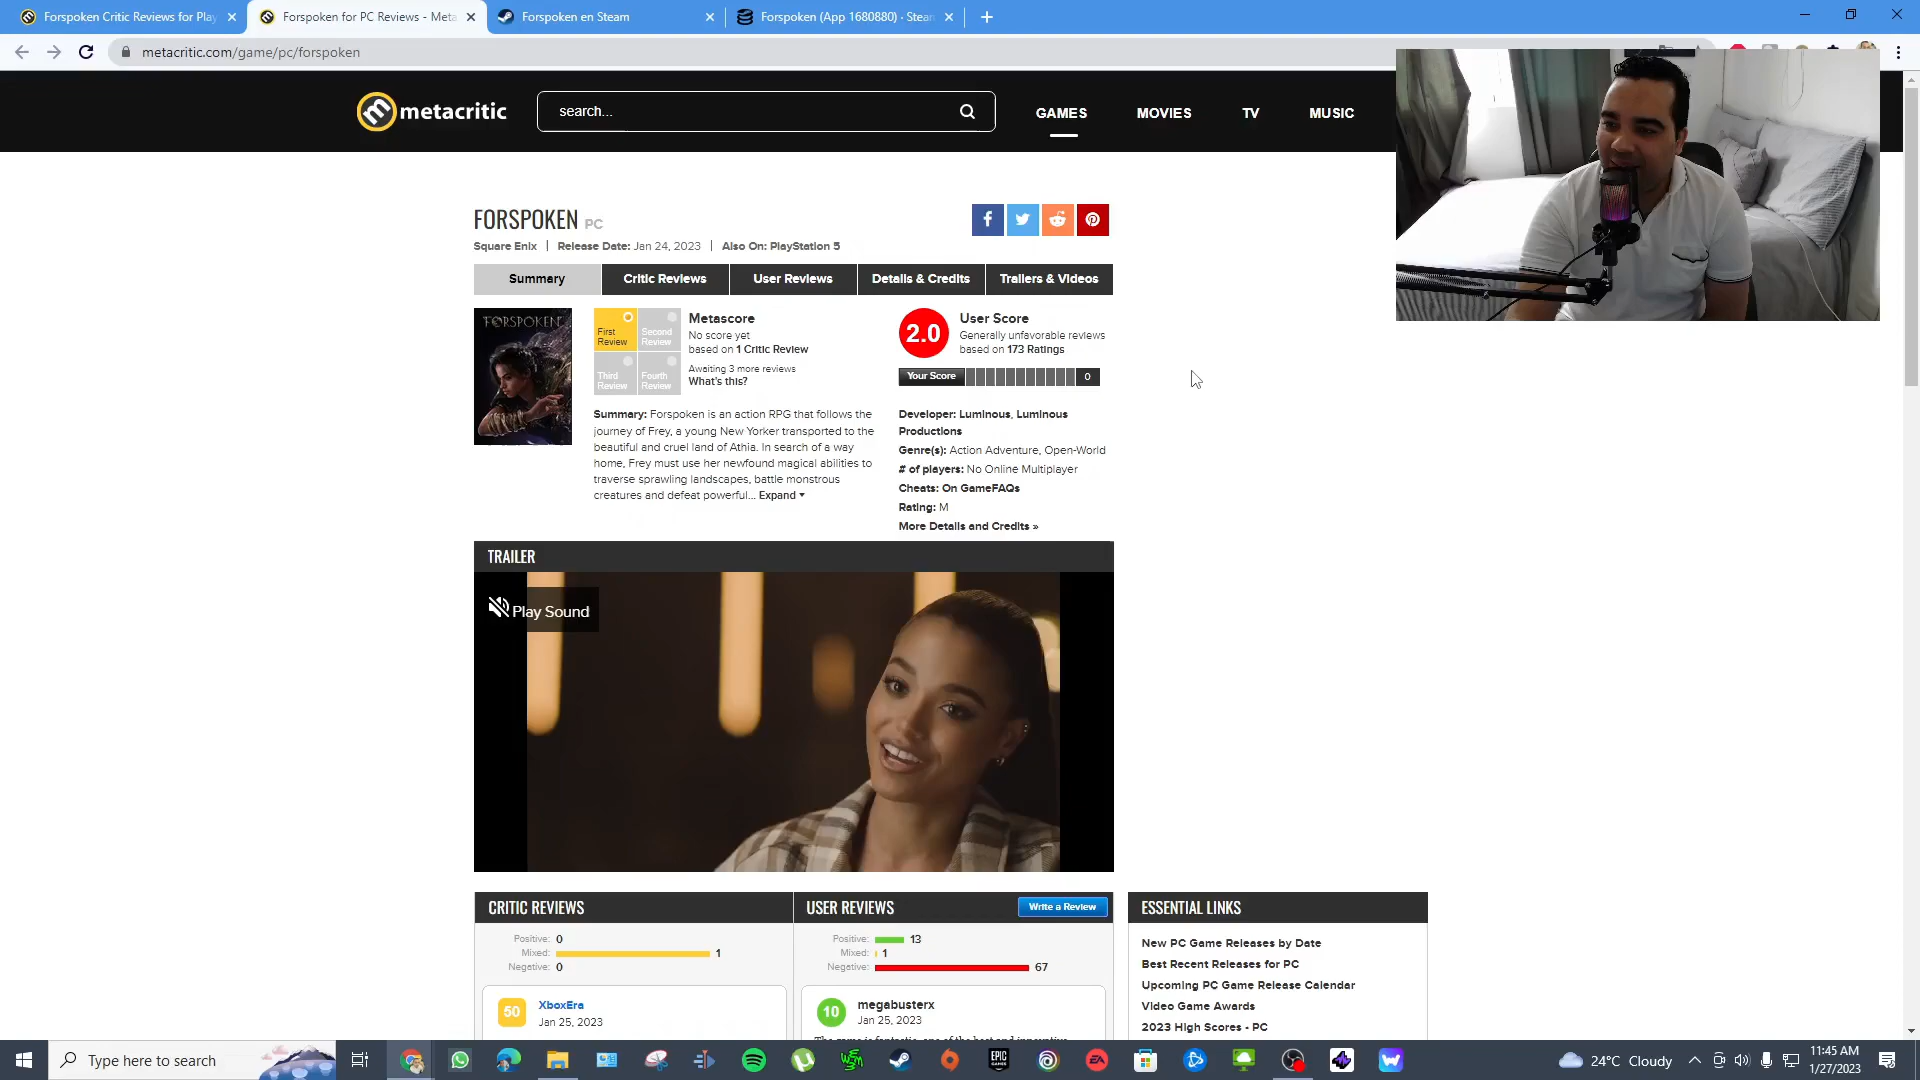 Forspoken Critic Reviews for Play
Forspoken for PC Reviews - Meta
Forspoken en Steam
Forspoken (App 1680880) · Stea
metacritic.com/game/pc/forspoken
metacritic
search...
GAMES
MOVIES
TV
MUSIC
FORSPOKEN PC
Square Enix | Release Date: Jan 24, 2023 | Also On: PlayStation 5
Summary
Critic Reviews
User Reviews
Details & Credits
Trailers & Videos
FORSPOKEN
First Review
Second Review
Third Review
Fourth Review
Metascore
No score yet
based on 1 Critic Review
Awaiting 3 more reviews
What's this?
2.0
User Score
Generally unfavorable reviews
based on 173 Ratings
Your Score
0
Summary: Forspoken is an action RPG that follows the
journey of Frey, a young New Yorker transported to the
beautiful and cruel land of Athia. In search of a way
home, Frey must use her newfound magical abilities to
traverse sprawling landscapes, battle monstrous
creatures and defeat powerful... Expand
Developer: Luminous, Luminous
Productions
Genre(s): Action Adventure, Open-World
# of players: No Online Multiplayer
Cheats: On GameFAQs
Rating: M
More Details and Credits »
TRAILER
Play Sound
CRITIC REVIEWS
Positive: 0
Mixed: 1
Negative: 0
50
XboxEra
Jan 25, 2023
USER REVIEWS
Write a Review
Positive: 13
Mixed: 1
Negative: 67
10
megabusterx
Jan 25, 2023
ESSENTIAL LINKS
New PC Game Releases by Date
Best Recent Releases for PC
Upcoming PC Game Release Calendar
Video Game Awards
2023 High Scores - PC
Type here to search
EPIC GAMES
EA
24°C Cloudy
11:45 AM
1/27/2023